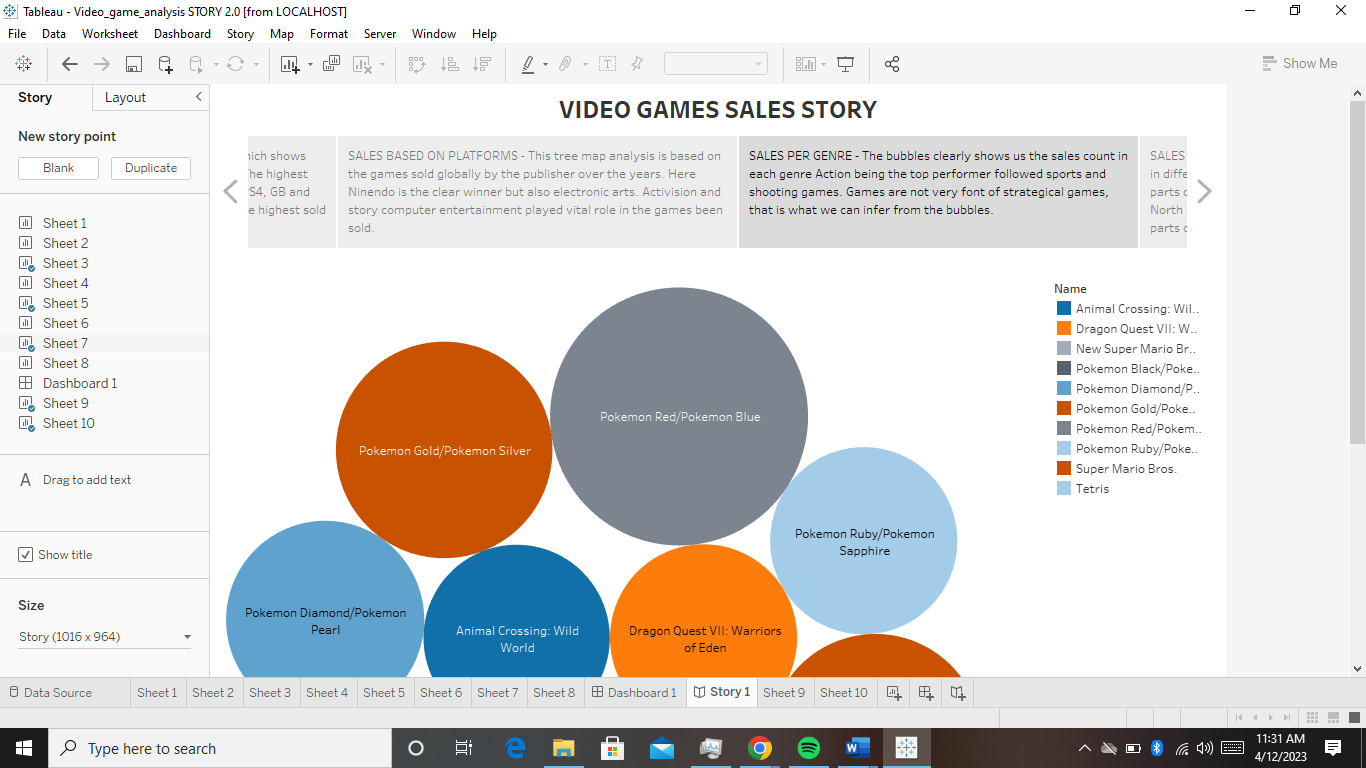 Tableau - Video_game_analysis STORY 2.0 [from LOCALHOST]
File Data Worksheet Dashboard Story Map Format Server Window Help
Show Me
Story Layout
New story point
Blank Duplicate
Sheet 1
Sheet 2
Sheet 3
Sheet 4
Sheet 5
Sheet 6
Sheet 7
Sheet 8
Dashboard 1
Sheet 9
Sheet 10
A Drag to add text
Show title
Size
Story (1016 x 964)
VIDEO GAMES SALES STORY
shows
highest
GB and
highest sold
SALES BASED ON PLATFORMS - This tree map analysis is based on
the games sold globally by the publisher over the years. Here
Ninendo is the clear winner but also electronic arts. Activision and
story computer entertainment played vital role in the games been
sold.
SALES PER GENRE - The bubbles clearly shows us the sales count in
each genre Action being the top performer followed sports and
shooting games. Games are not very font of strategical games,
that is what we can infer from the bubbles.
SALES
in diffe
parts
North
parts
Pokemon Red/Pokemon Blue
Pokemon Gold/Pokemon Silver
Pokemon Ruby/Pokemon
Sapphire
Pokemon Diamond/Pokemon
Pearl
Animal Crossing: Wild
World
Dragon Quest VII: Warriors
of Eden
Name
Animal Crossing: Wil..
Dragon Quest VII: W..
New Super Mario Br..
Pokemon Black/Poke..
Pokemon Diamond/P..
Pokemon Gold/Poke..
Pokemon Red/Pokem..
Pokemon Ruby/Poke..
Super Mario Bros.
Tetris
Data Source Sheet 1 Sheet 2 Sheet 3 Sheet 4 Sheet 5 Sheet 6 Sheet 7 Sheet 8 Dashboard 1 Story 1 Sheet 9 Sheet 10
Type here to search
11:31 AM
4/12/2023